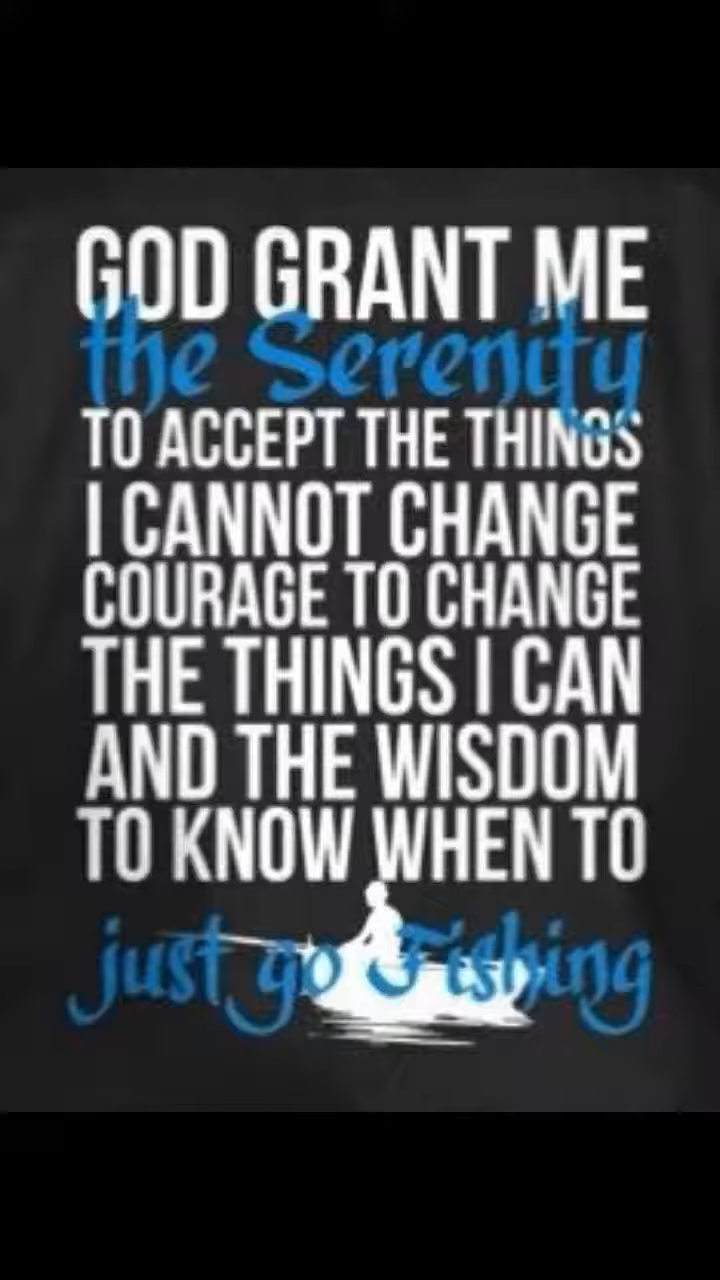 GOD GRANT ME
the Serenity
TO ACCEPT THE THINGS
I CANNOT CHANGE
COURAGE TO CHANGE
THE THINGS I CAN
AND THE WISDOM
TO KNOW WHEN TO
just go Fishing